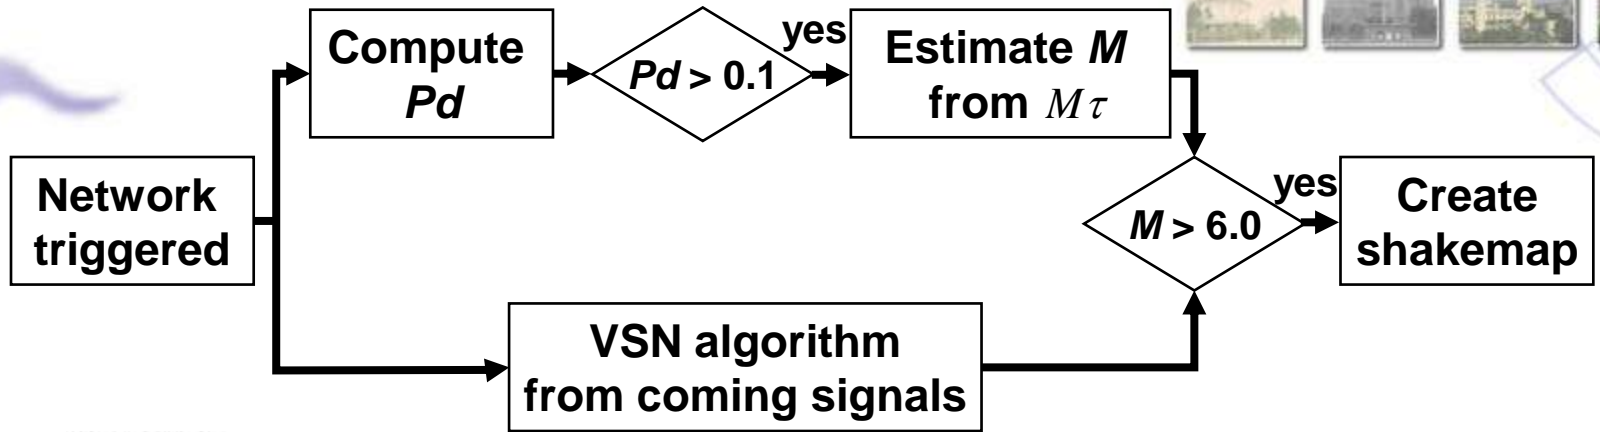 Compute
Pd
Pd > 0.1
yes
Estimate M
from Mτ
Network
triggered
M > 6.0
yes
Create
shakemap
VSN algorithm
from coming signals